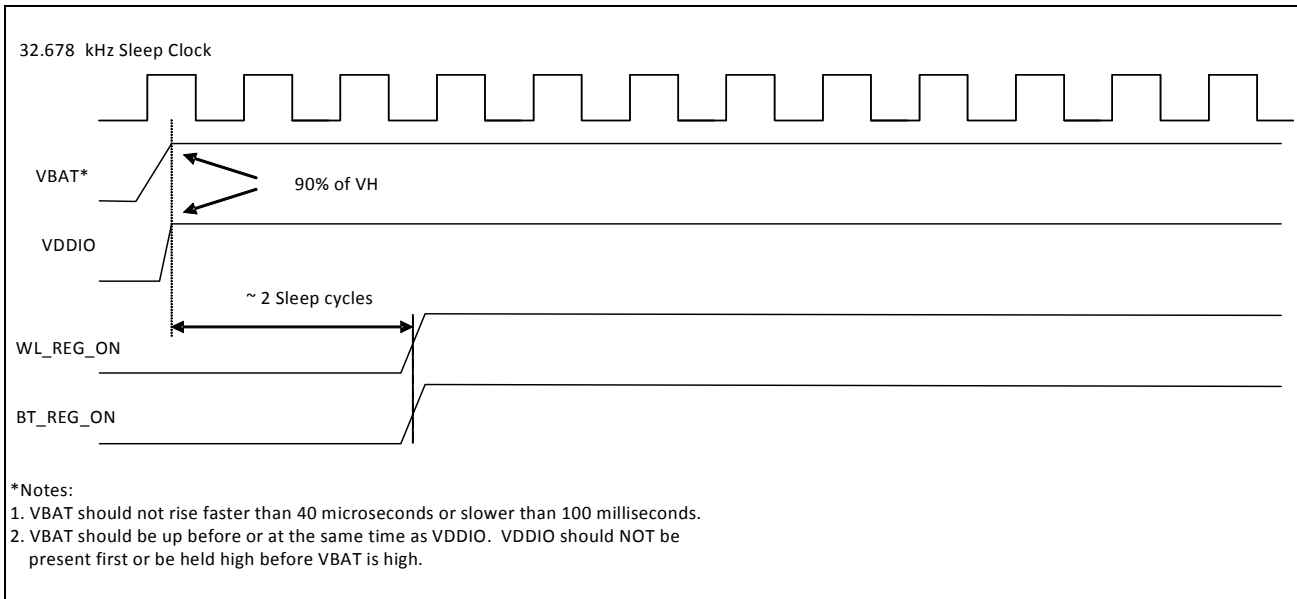 32.678 kHz Sleep Clock
VBAT*
90% of VH
VDDIO
~ 2 Sleep cycles
WL_REG_ON
BT_REG_ON
*Notes:
1. VBAT should not rise faster than 40 microseconds or slower than 100 milliseconds.
2. VBAT should be up before or at the same time as VDDIO. VDDIO should NOT be
present first or be held high before VBAT is high.